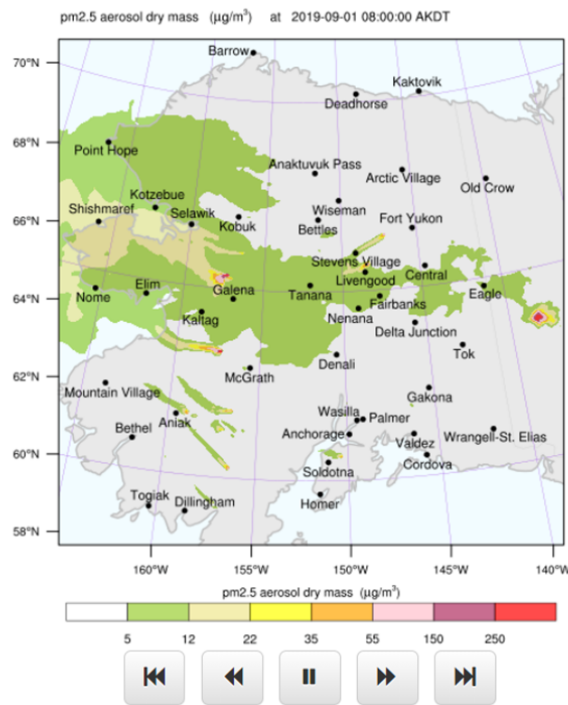 pm2.5 aerosol dry mass (μg/m³) at 2019-09-01 08:00:00 AKDT
Barrow
70°N
Kaktovik
Deadhorse
68°N
Point Hope
Anaktuvuk Pass
Arctic Village
Old Crow
Kotzebue
Shishmaref
Selawik
Wiseman
66°N
Kobuk
Bettles
Fort Yukon
Stevens Village
Central
Elim
Galena
Livengood
Eagle
Nome
Tanana
64°N
Fairbanks
Kaltag
Nenana
Delta Junction
Tok
Denali
62°N
McGrath
Mountain Village
Gakona
Wasilla
Palmer
Aniak
Bethel
Anchorage
Valdez
Wrangell-St. Elias
60°N
Cordova
Soldotna
Togiak
Dillingham
Homer
58°N
160°W 155°W 150°W 145°W 140°W
pm2.5 aerosol dry mass (μg/m³)
5 12 22 35 55 150 250